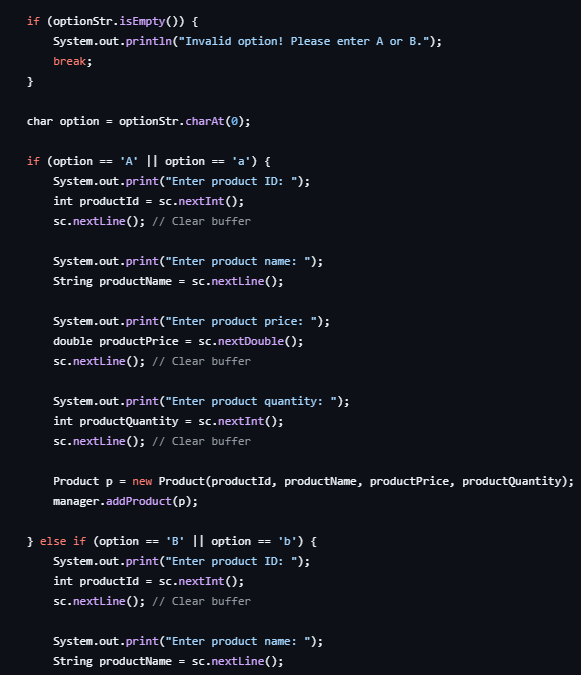 if (optionStr.isEmpty()) {
System.out.println("Invalid option! Please enter A or B.");
break;
}
char option = optionStr.charAt(0);
if (option == 'A' || option == 'a') {
System.out.print("Enter product ID: ");
int productId = sc.nextInt();
sc.nextLine(); // Clear buffer
System.out.print("Enter product name: ");
String productName = sc.nextLine();
System.out.print("Enter product price: ");
double productPrice = sc.nextDouble();
sc.nextLine(); // Clear buffer
System.out.print("Enter product quantity: ");
int productQuantity = sc.nextInt();
sc.nextLine(); // Clear buffer
Product p = new Product(productId, productName, productPrice, productQuantity);
manager.addProduct(p);
} else if (option == 'B' || option == 'b') {
System.out.print("Enter product ID: ");
int productId = sc.nextInt();
sc.nextLine(); // Clear buffer
System.out.print("Enter product name: ");
String productName = sc.nextLine();